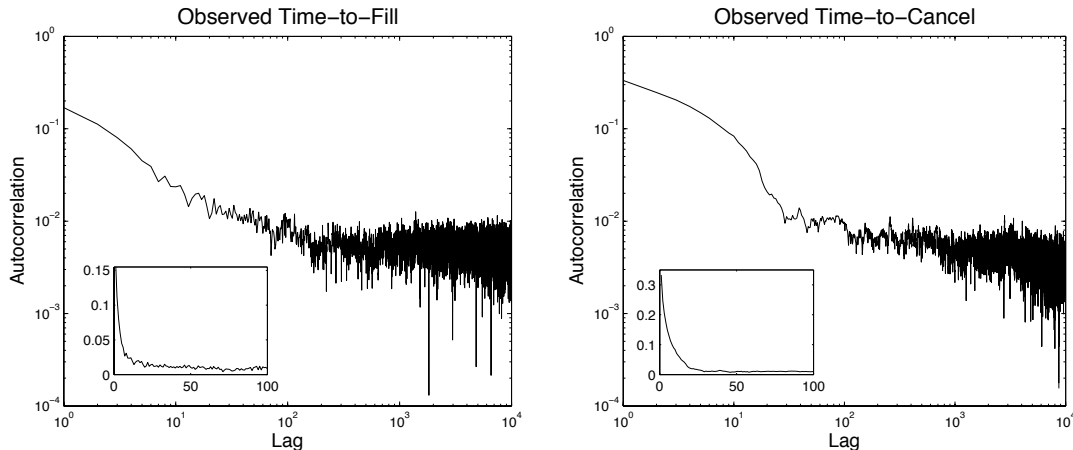 Observed Time−to−Fill
Autocorrelation
10^0
10^−1
10^−2
10^−3
10^−4
0.15
0.1
0.05
0
0 50 100
10^0 10^1 10^2 10^3 10^4
Lag
Observed Time−to−Cancel
Autocorrelation
10^0
10^−1
10^−2
10^−3
10^−4
0.3
0.2
0.1
0
0 50 100
10^0 10^1 10^2 10^3 10^4
Lag